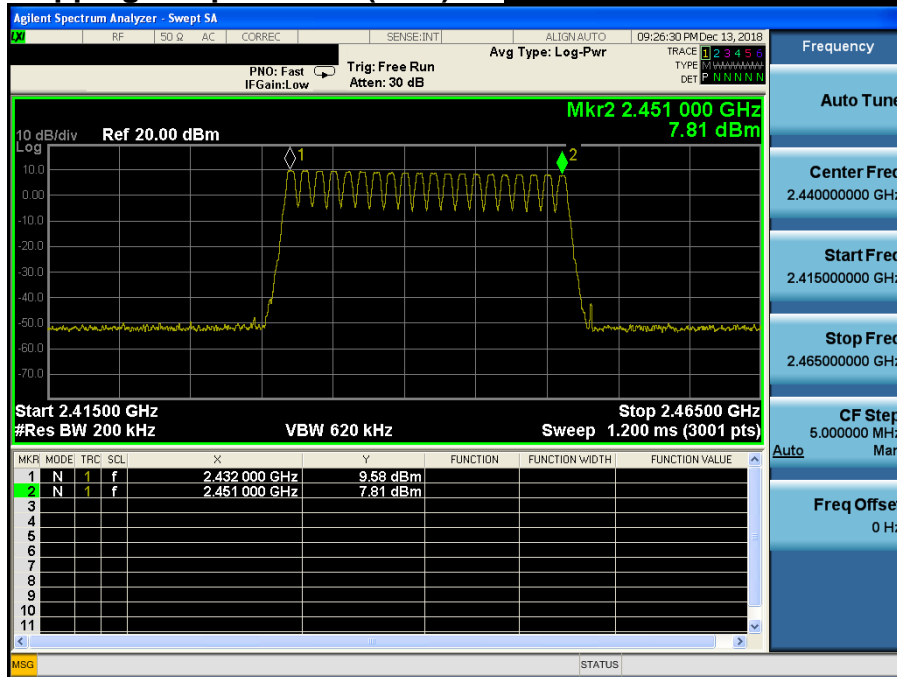 Agilent Spectrum Analyzer - Swept SA
LXI RF 50 Ω AC CORREC SENSE:INT ALIGN AUTO 09:26:30 PM Dec 13, 2018
Avg Type: Log-Pwr TRACE 1 2 3 4 5 6
PNO: Fast Trig: Free Run TYPE M
IFGain:Low Atten: 30 dB DET P N N N N N
Frequency
Mkr2 2.451 000 GHz
10 dB/div Ref 20.00 dBm 7.81 dBm
Log
1
2
10.0
0.00
-10.0
-20.0
-30.0
-40.0
-50.0
-60.0
-70.0
Start 2.41500 GHz Stop 2.46500 GHz
#Res BW 200 kHz VBW 620 kHz Sweep 1.200 ms (3001 pts)
MKR MODE TRC SCL X Y FUNCTION FUNCTION WIDTH FUNCTION VALUE
1 N 1 f 2.432 000 GHz 9.58 dBm
2 N 1 f 2.451 000 GHz 7.81 dBm
3
4
5
6
7
8
9
10
11
MSG STATUS
Auto Tune
Center Freq
2.440000000 GHz
Start Freq
2.415000000 GHz
Stop Freq
2.465000000 GHz
CF Step
5.000000 MHz
Auto Man
Freq Offset
0 Hz